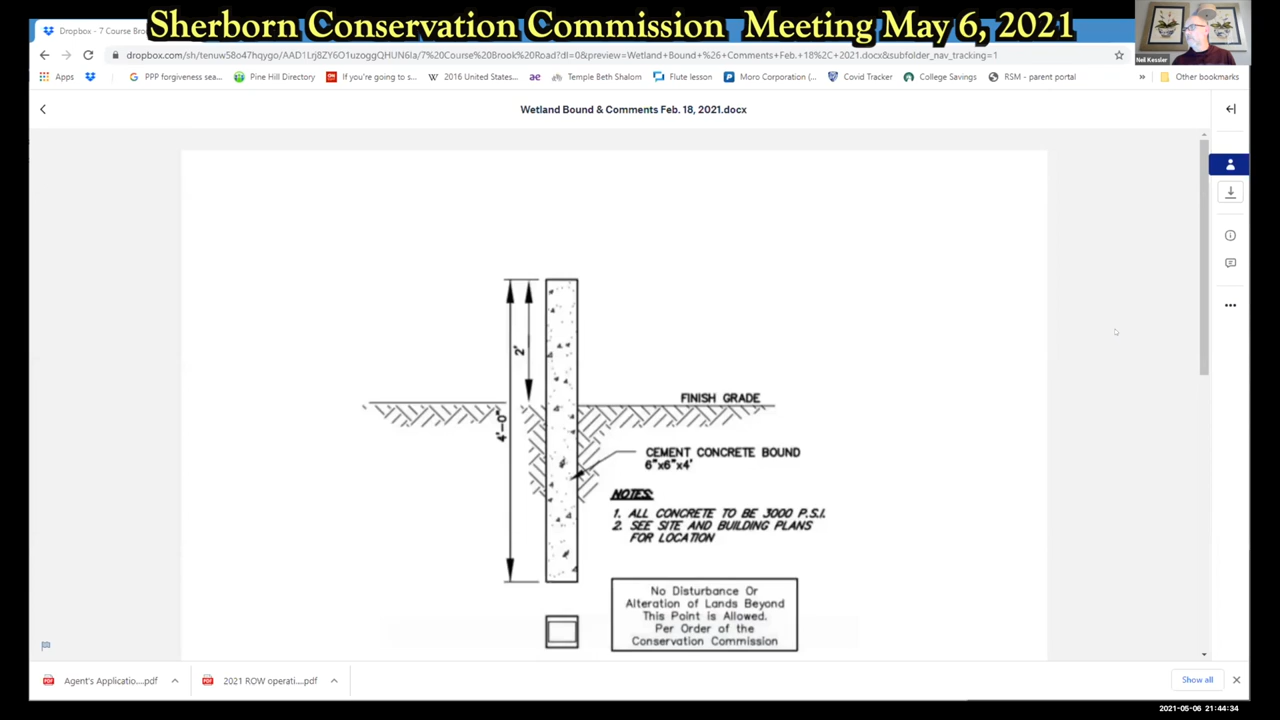 Sherborn Conservation Commission Meeting May 6, 2021
Dropbox - 7 Course Bro
dropbox.com/sh/tenuw58o47hqygo/AAD1Lrj8ZY6O1uzoggQHUN6Ia/7%20Course%20Brook%20Road?dl=0&preview=Wetland+Bound+%26+Comments+Feb.+18%2C+2021.docx&subfolder_nav_tracking=1
Neil Kessler
Apps
PPP forgiveness sea...
Pine Hill Directory
If you're going to s...
2016 United States...
Temple Beth Shalom
Flute lesson
Moro Corporation (...
Covid Tracker
College Savings
RSM - parent portal
»
Other bookmarks
Wetland Bound & Comments Feb. 18, 2021.docx
2'
4'-0"
FINISH GRADE
CEMENT CONCRETE BOUND
6"x6"x4'
NOTES:
1. ALL CONCRETE TO BE 3000 P.S.I.
2. SEE SITE AND BUILDING PLANS
FOR LOCATION
No Disturbance Or
Alteration of Lands Beyond
This Point is Allowed.
Per Order of the
Conservation Commission
Agent's Applicatio....pdf
2021 ROW operati....pdf
Show all
2021-05-06 21:44:34